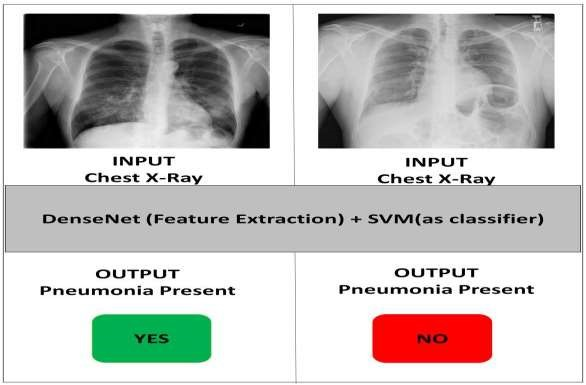 INPUT
Chest X-Ray
INPUT
Chest X-Ray
DenseNet (Feature Extraction) + SVM(as classifier)
OUTPUT
Pneumonia Present
OUTPUT
Pneumonia Present
YES
NO